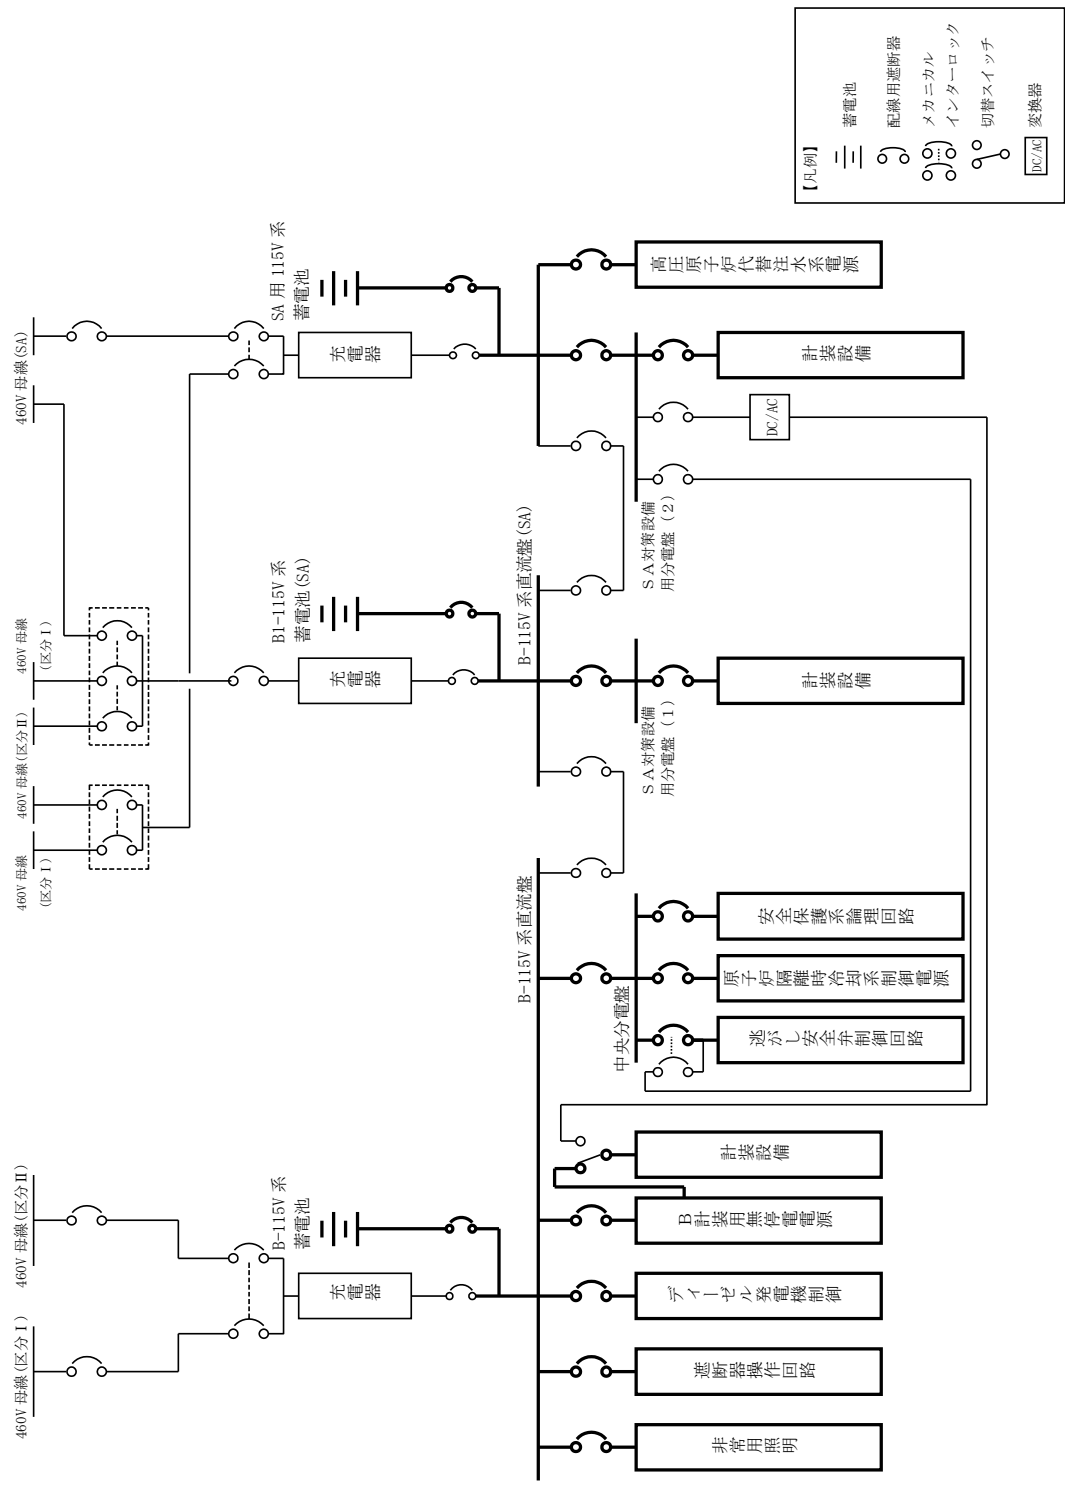 460V 母線(区分Ⅰ)
460V 母線(区分Ⅱ)
460V 母線
(区分Ⅰ)
460V 母線(区分Ⅱ)
460V 母線
(区分Ⅰ)
460V 母線(SA)
B-115V 系
蓄電池
充電器
B1-115V 系
蓄電池(SA)
充電器
SA 用 115V 系
蓄電池
充電器
B-115V 系直流盤
B-115V 系直流盤(SA)
中央分電盤
SA対策設備
用分電盤(1)
SA対策設備
用分電盤(2)
非常用照明
遮断器操作回路
ディーゼル発電機制御
B計装用無停電電源
計装設備
逃がし安全弁制御回路
原子炉隔離時冷却系制御電源
安全保護系論理回路
計装設備
DC/AC
計装設備
高圧原子炉代替注水系電源
【凡例】
蓄電池
配線用遮断器
メカニカル
インターロック
切替スイッチ
DC/AC
変換器